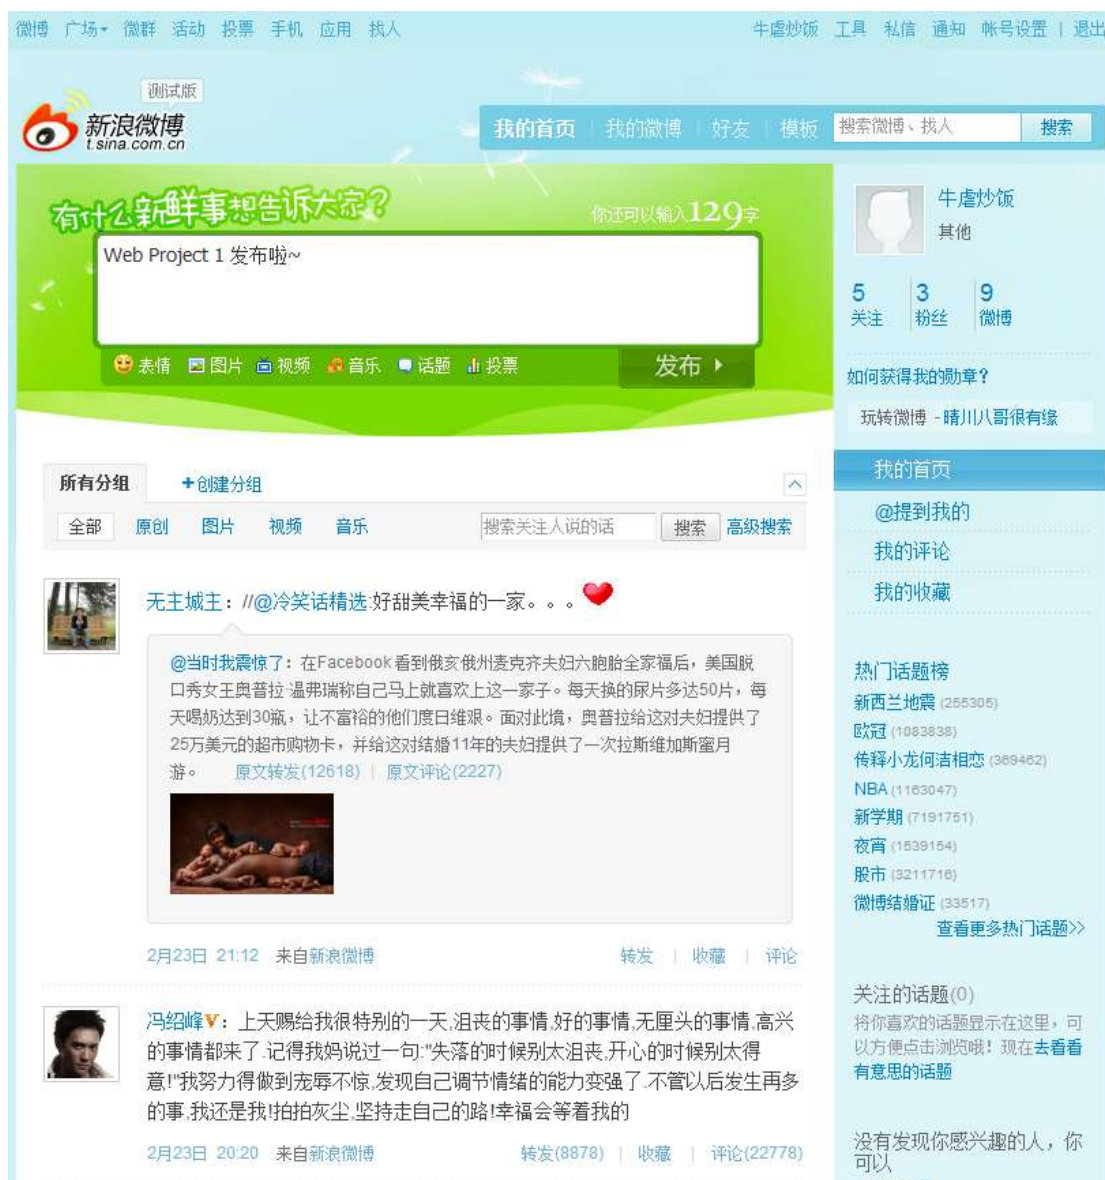 微博 广场 微群 活动 投票 手机 应用 找人 牛虐炒饭 工具 私信 通知 帐号设置 | 退出
测试版
新浪微博
t.sina.com.cn
我的首页 我的微博 好友 模板 搜索微博、找人 搜索
有什么新鲜事想告诉大家？ 你还可以输入129字
Web Project 1 发布啦~
表情 图片 视频 音乐 话题 投票 发布
牛虐炒饭
其他
5 3 9
关注 粉丝 微博
如何获得我的勋章?
玩转微博 - 晴川八哥很有缘
所有分组 +创建分组
全部 原创 图片 视频 音乐 搜索关注人说的话 搜索 高级搜索
我的首页
@提到我的
我的评论
我的收藏
无主城主：//@冷笑话精选:好甜美幸福的一家。。。
@当时我震惊了：在Facebook看到俄亥俄州麦克齐夫妇六胞胎全家福后，美国脱
口秀女王奥普拉·温弗瑞称自己马上就喜欢上这一家子。每天换的尿片多达50片，每
天喝奶达到30瓶，让不富裕的他们度日维艰。面对此境，奥普拉给这对夫妇提供了
25万美元的超市购物卡，并给这对结婚11年的夫妇提供了一次拉斯维加斯蜜月
游。 原文转发(12618) | 原文评论(2227)
2月23日 21:12 来自新浪微博 转发 | 收藏 | 评论
冯绍峰V：上天赐给我很特别的一天,沮丧的事情.好的事情,无厘头的事情,高兴
的事情都来了.记得我妈说过一句:"失落的时候别太沮丧,开心的时候别太得
意!"我努力得做到宠辱不惊,发现自己调节情绪的能力变强了.不管以后发生再多
的事,我还是我!拍拍灰尘,坚持走自己的路!幸福会等着我的
2月23日 20:20 来自新浪微博 转发(8878) | 收藏 | 评论(22778)
热门话题榜
新西兰地震 (255305)
欧冠 (1083838)
传释小龙何洁相恋 (369462)
NBA (1163047)
新学期 (7191751)
夜宵 (1539154)
股市 (3211716)
微博结婚证 (33517)
查看更多热门话题>>
关注的话题(0)
将你喜欢的话题显示在这里，可
以方便点击浏览哦！现在去看看
有意思的话题
没有发现你感兴趣的人，你
可以